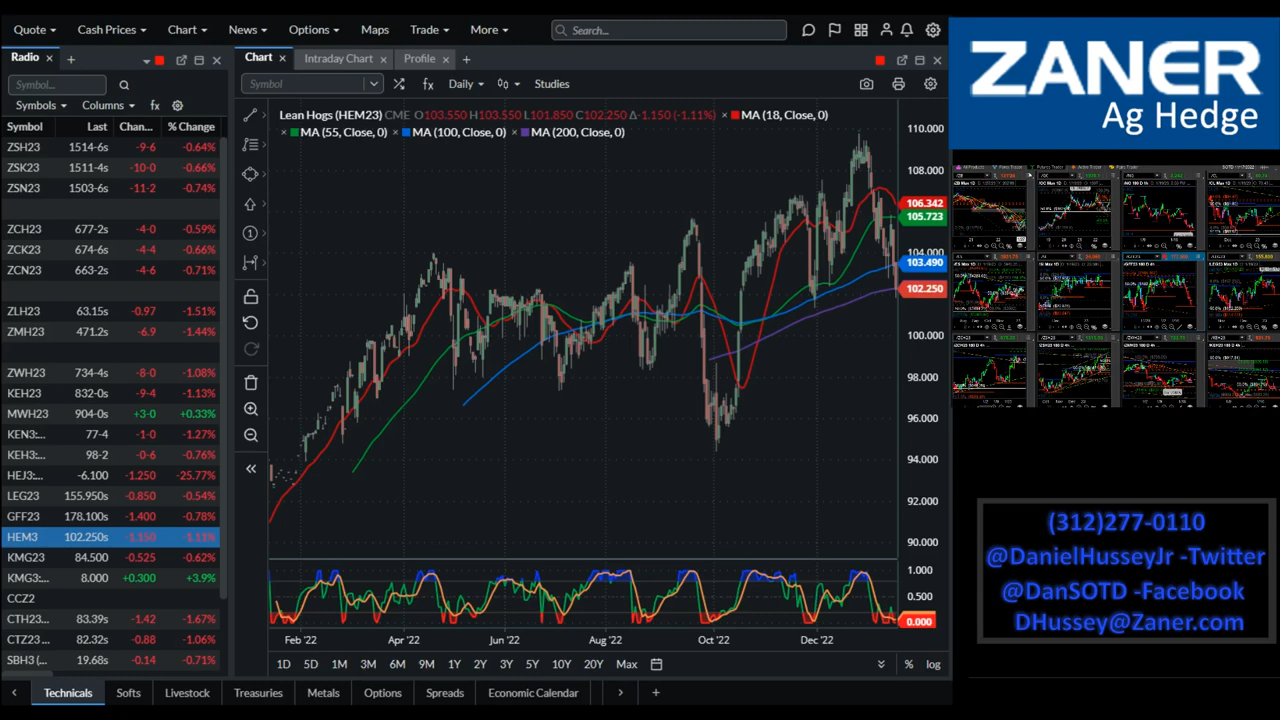 Quote Cash Prices Chart News Options Maps Trade More Search...
ZANER
Ag Hedge
Radio
Chart Intraday Chart Profile
Symbol...
Symbol Daily Studies
Symbols Columns fx
Symbol Last Chan... % Change
ZSH23 1514-6s -9-6 -0.64%
ZSK23 1511-4s -10-0 -0.66%
ZSN23 1503-6s -11-2 -0.74%
ZCH23 677-2s -4-0 -0.59%
ZCK23 674-6s -4-4 -0.66%
ZCN23 663-2s -4-6 -0.71%
ZLH23 63.15s -0.97 -1.51%
ZMH23 471.2s -6.9 -1.44%
ZWH23 734-4s -8-0 -1.08%
KEH23 832-0s -9-4 -1.13%
MWH23 904-0s +3-0 +0.33%
KEN3:... 77-4 -1-0 -1.27%
KEH3:... 98-2 -0-6 -0.76%
HEJ3:... -6.100 -1.250 -25.77%
LEG23 155.950s -0.850 -0.54%
GFF23 178.100s -1.400 -0.78%
HEM3 102.250s -1.150 -1.11%
KMG23 84.500 -0.525 -0.62%
KMG3:... 8.000 +0.300 +3.9%
CCZ2
CTH23 83.39s -1.42 -1.67%
CTZ23 82.32s -0.88 -1.06%
SBH3 (... 19.68s -0.14 -0.71%
Lean Hogs (HEM23) CME O103.550 H103.550 L101.850 C102.250 Δ-1.150 (-1.11%) × MA (18, Close, 0)
× MA (55, Close, 0) × MA (100, Close, 0) × MA (200, Close, 0)
110.000
108.000
106.342
105.723
104.000
103.490
102.250
100.000
98.000
96.000
94.000
92.000
90.000
1.000
0.500
0.000
Feb '22 Apr '22 Jun '22 Aug '22 Oct '22 Dec '22
1D 5D 1M 3M 6M 9M 1Y 2Y 3Y 5Y 10Y 20Y Max % log
Technicals Softs Livestock Treasuries Metals Options Spreads Economic Calendar
(312)277-0110
@DanielHusseyJr -Twitter
@DanSOTD -Facebook
DHussey@Zaner.com